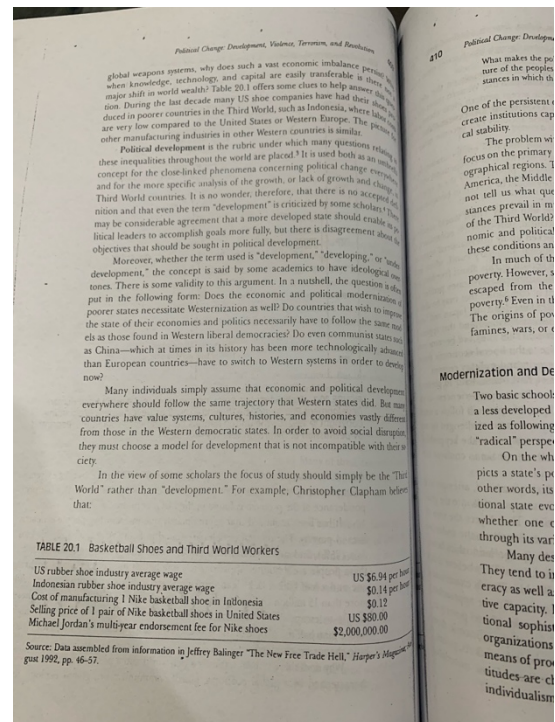 Political Change: Development, Violence, Terrorism, and Revolution
global weapons systems, why does such a vast economic imbalance persist
when knowledge, technology, and capital are easily transferable is there
major shift in world wealth? Table 20.1 offers some clues to help answer
tion. During the last decade many US shoe companies have had their shoes
duced in poorer countries in the Third World, such as Indonesia, where labor
are very low compared to the United States or Western Europe. The picture
other manufacturing industries in other Western countries is similar.
Political development is the rubric under which many questions relating
these inequalities throughout the world are placed.⁵ It is used both as an
concept for the close-linked phenomena concerning political change everywhere
and for the more specific analysis of the growth, or lack of growth and change
Third World countries. It is no wonder, therefore, that there is no accepted
nition and that even the term "development" is criticized by some scholars.
may be considerable agreement that a more developed state should enable
litical leaders to accomplish goals more fully, but there is disagreement about the
objectives that should be sought in political development.
Moreover, whether the term used is "development," "developing," or "under
development," the concept is said by some academics to have ideological over
tones. There is some validity to this argument. In a nutshell, the question is often
put in the following form: Does the economic and political modernization of
poorer states necessitate Westernization as well? Do countries that wish to improve
the state of their economies and politics necessarily have to follow the same mod
els as those found in Western liberal democracies? Do even communist states such
as China—which at times in its history has been more technologically advanced
than European countries—have to switch to Western systems in order to develop
now?
Many individuals simply assume that economic and political development
everywhere should follow the same trajectory that Western states did. But many
countries have value systems, cultures, histories, and economies vastly different
from those in the Western democratic states. In order to avoid social disruption,
they must choose a model for development that is not incompatible with their so
ciety.
In the view of some scholars the focus of study should simply be the "Third
World" rather than "development." For example, Christopher Clapham believes
that:
TABLE 20.1 Basketball Shoes and Third World Workers
US rubber shoe industry average wage US $6.94 per hour
Indonesian rubber shoe industry average wage $0.14 per hour
Cost of manufacturing 1 Nike basketball shoe in Indonesia $0.12
Selling price of 1 pair of Nike basketball shoes in United States US $80.00
Michael Jordan's multi-year endorsement fee for Nike shoes $2,000,000.00
Source: Data assembled from information in Jeffrey Balinger "The New Free Trade Hell," Harper's Magazine,
gust 1992, pp. 46–57.
410 Political Change: Developm
What makes the po
ture of the peoples
stances in which th
One of the persistent
create institutions cap
cal stability.
The problem wi
focus on the primary
ographical regions. T
America, the Middle
not tell us what que
stances prevail in m
of the Third World?
nomic and political
these conditions an
In much of th
poverty. However, s
escaped from the
poverty.⁶ Even in th
The origins of pov
famines, wars, or e
Modernization and De
Two basic schools
a less developed
ized as following
"radical" perspe
On the wh
picts a state's po
other words, its
tional state evo
whether one c
through its var
Many des
They tend to i
eracy as well a
tive capacity. I
tional sophist
organizations
means of prod
titudes are ch
individualism